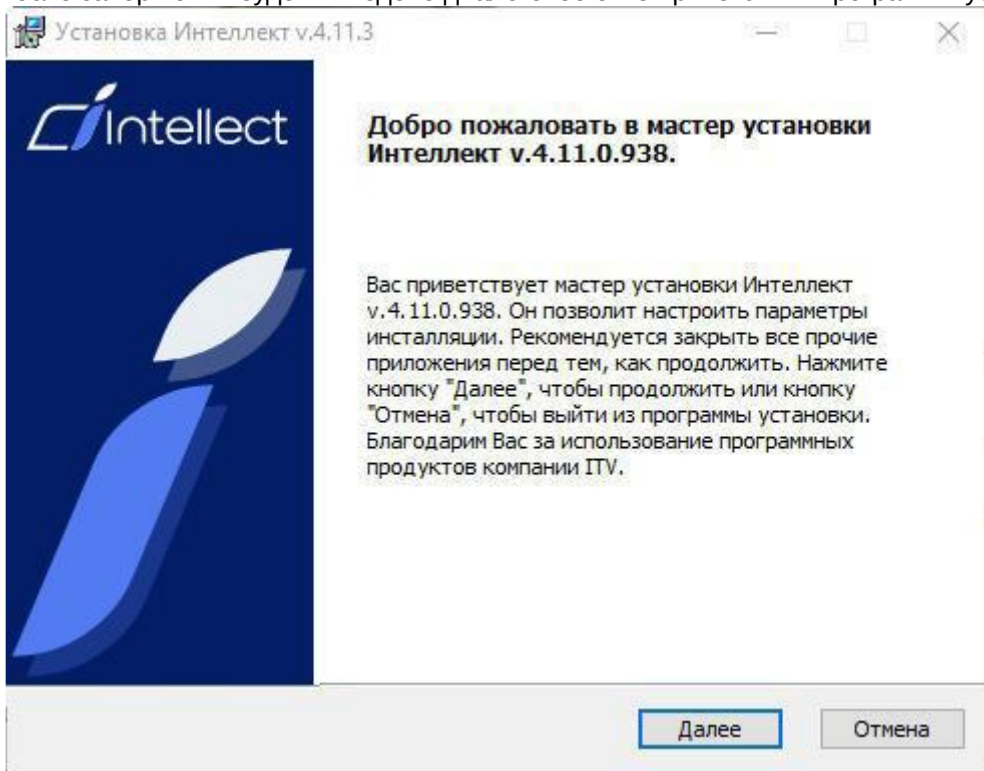 Установка Интеллект v.4.11.3
Intellect
Добро пожаловать в мастер установки
Интеллект v.4.11.0.938.
Вас приветствует мастер установки Интеллект
v.4.11.0.938. Он позволит настроить параметры
инсталляции. Рекомендуется закрыть все прочие
приложения перед тем, как продолжить. Нажмите
кнопку "Далее", чтобы продолжить или кнопку
"Отмена", чтобы выйти из программы установки.
Благодарим Вас за использование программных
продуктов компании ITV.
Далее
Отмена